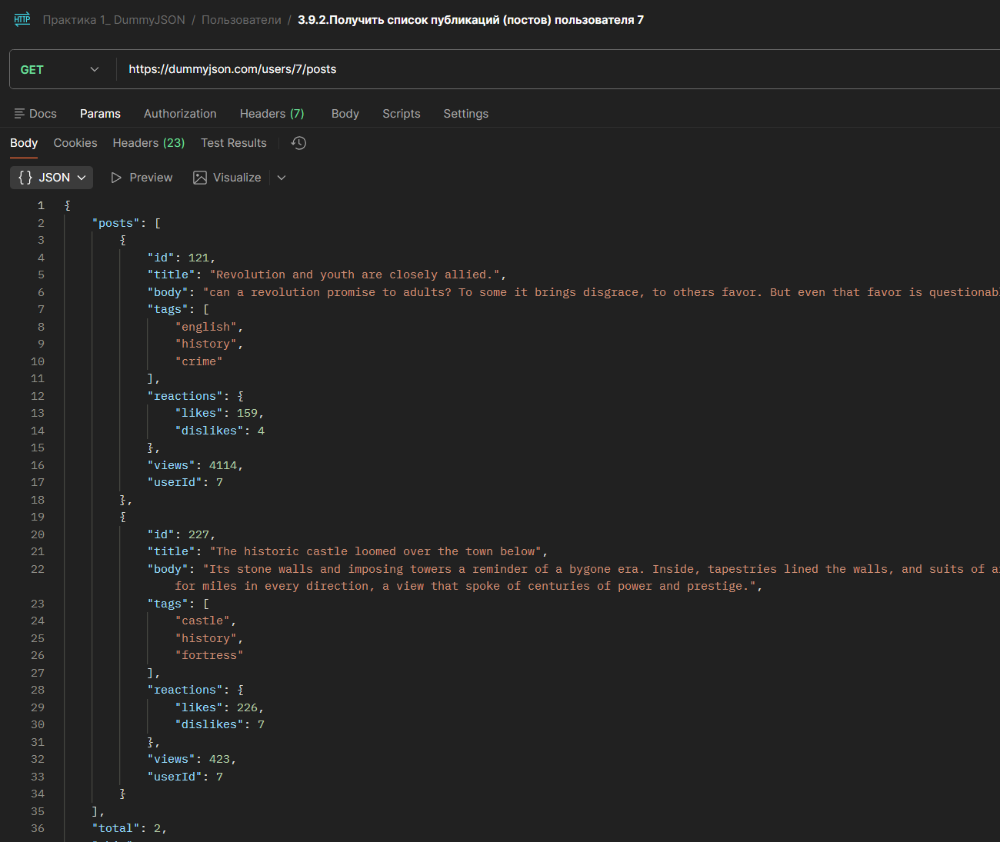 HTTP Практика 1_ DummyJSON / Пользователи / 3.9.2.Получить список публикаций (постов) пользователя 7
GET https://dummyjson.com/users/7/posts
Docs Params Authorization Headers (7) Body Scripts Settings
Body Cookies Headers (23) Test Results
{} JSON Preview Visualize
1 {
2 "posts": [
3 {
4 "id": 121,
5 "title": "Revolution and youth are closely allied.",
6 "body": "can a revolution promise to adults? To some it brings disgrace, to others favor. But even that favor is questionabl
7 "tags": [
8 "english",
9 "history",
10 "crime"
11 ],
12 "reactions": {
13 "likes": 159,
14 "dislikes": 4
15 },
16 "views": 4114,
17 "userId": 7
18 },
19 {
20 "id": 227,
21 "title": "The historic castle loomed over the town below",
22 "body": "Its stone walls and imposing towers a reminder of a bygone era. Inside, tapestries lined the walls, and suits of a
for miles in every direction, a view that spoke of centuries of power and prestige.",
23 "tags": [
24 "castle",
25 "history",
26 "fortress"
27 ],
28 "reactions": {
29 "likes": 226,
30 "dislikes": 7
31 },
32 "views": 423,
33 "userId": 7
34 }
35 ],
36 "total": 2,